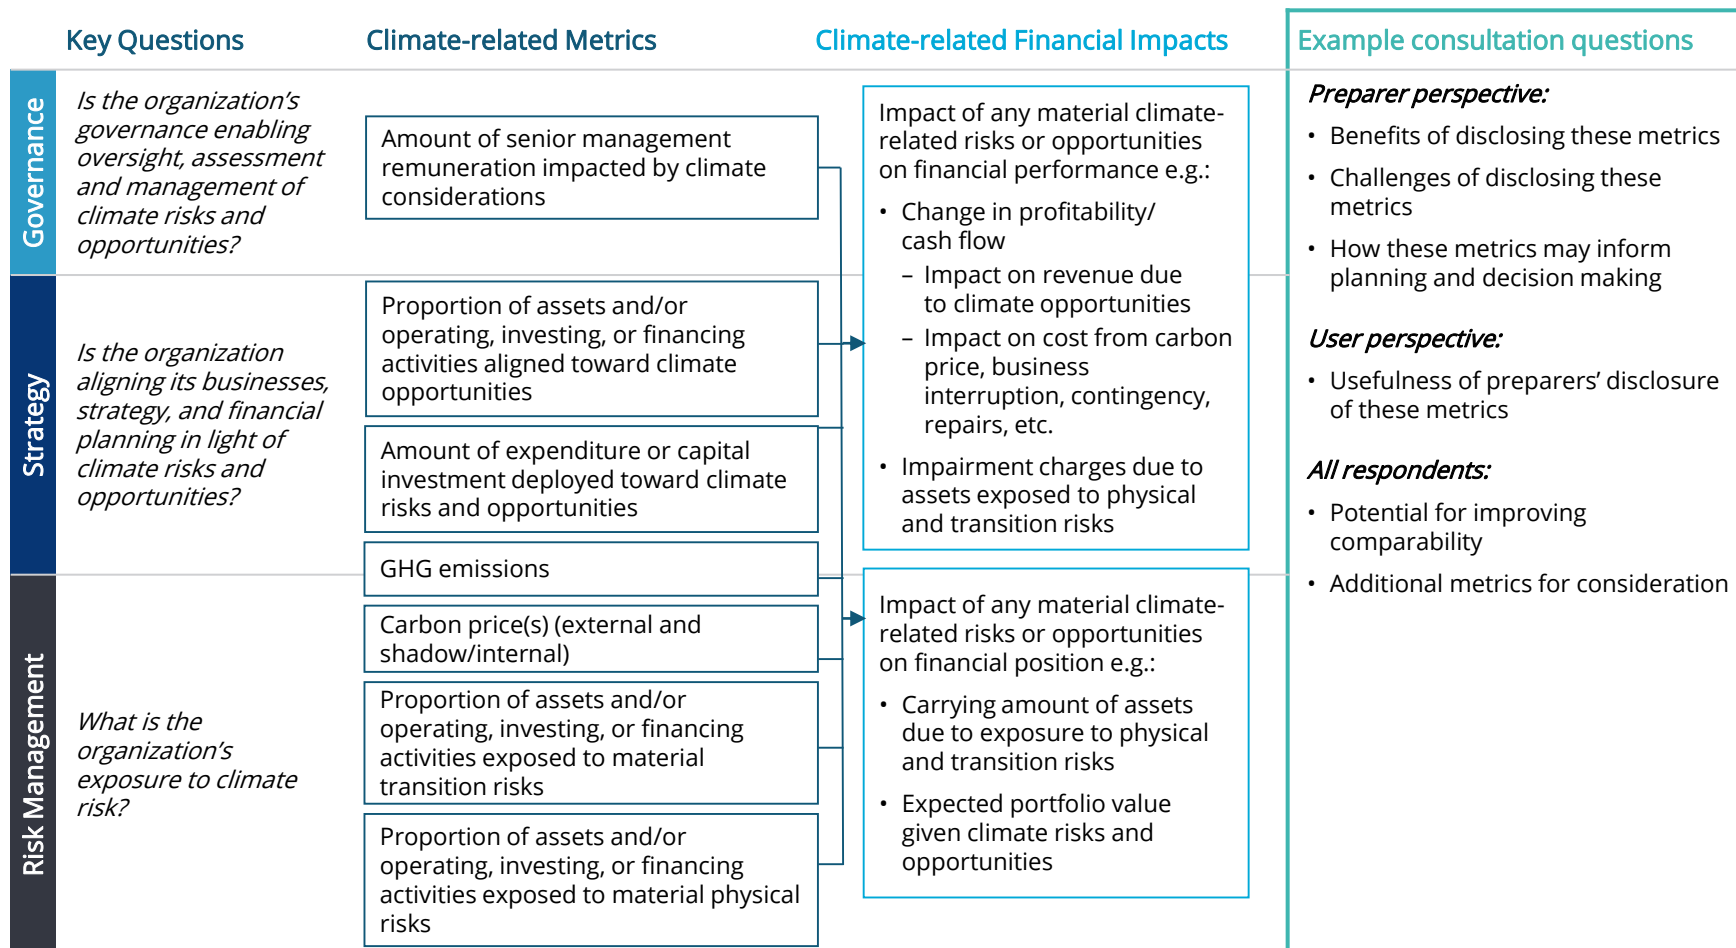 Key Questions
Climate-related Metrics
Climate-related Financial Impacts
Example consultation questions
Governance
Is the organization's
governance enabling
oversight, assessment
and management of
climate risks and
opportunities?
Amount of senior management
remuneration impacted by climate
considerations
Strategy
Is the organization
aligning its businesses,
strategy, and financial
planning in light of
climate risks and
opportunities?
Proportion of assets and/or
operating, investing, or financing
activities aligned toward climate
opportunities
Amount of expenditure or capital
investment deployed toward climate
risks and opportunities
GHG emissions
Risk Management
What is the
organization's
exposure to climate
risk?
Carbon price(s) (external and
shadow/internal)
Proportion of assets and/or
operating, investing, or financing
activities exposed to material
transition risks
Proportion of assets and/or
operating, investing, or financing
activities exposed to material physical
risks
Impact of any material climate-
related risks or opportunities
on financial performance e.g.:
• Change in profitability/
cash flow
– Impact on revenue due
to climate opportunities
– Impact on cost from carbon
price, business
interruption, contingency,
repairs, etc.
• Impairment charges due to
assets exposed to physical
and transition risks
Impact of any material climate-
related risks or opportunities
on financial position e.g.:
• Carrying amount of assets
due to exposure to physical
and transition risks
• Expected portfolio value
given climate risks and
opportunities
Preparer perspective:
• Benefits of disclosing these metrics
• Challenges of disclosing these
metrics
• How these metrics may inform
planning and decision making
User perspective:
• Usefulness of preparers' disclosure
of these metrics
All respondents:
• Potential for improving
comparability
• Additional metrics for consideration